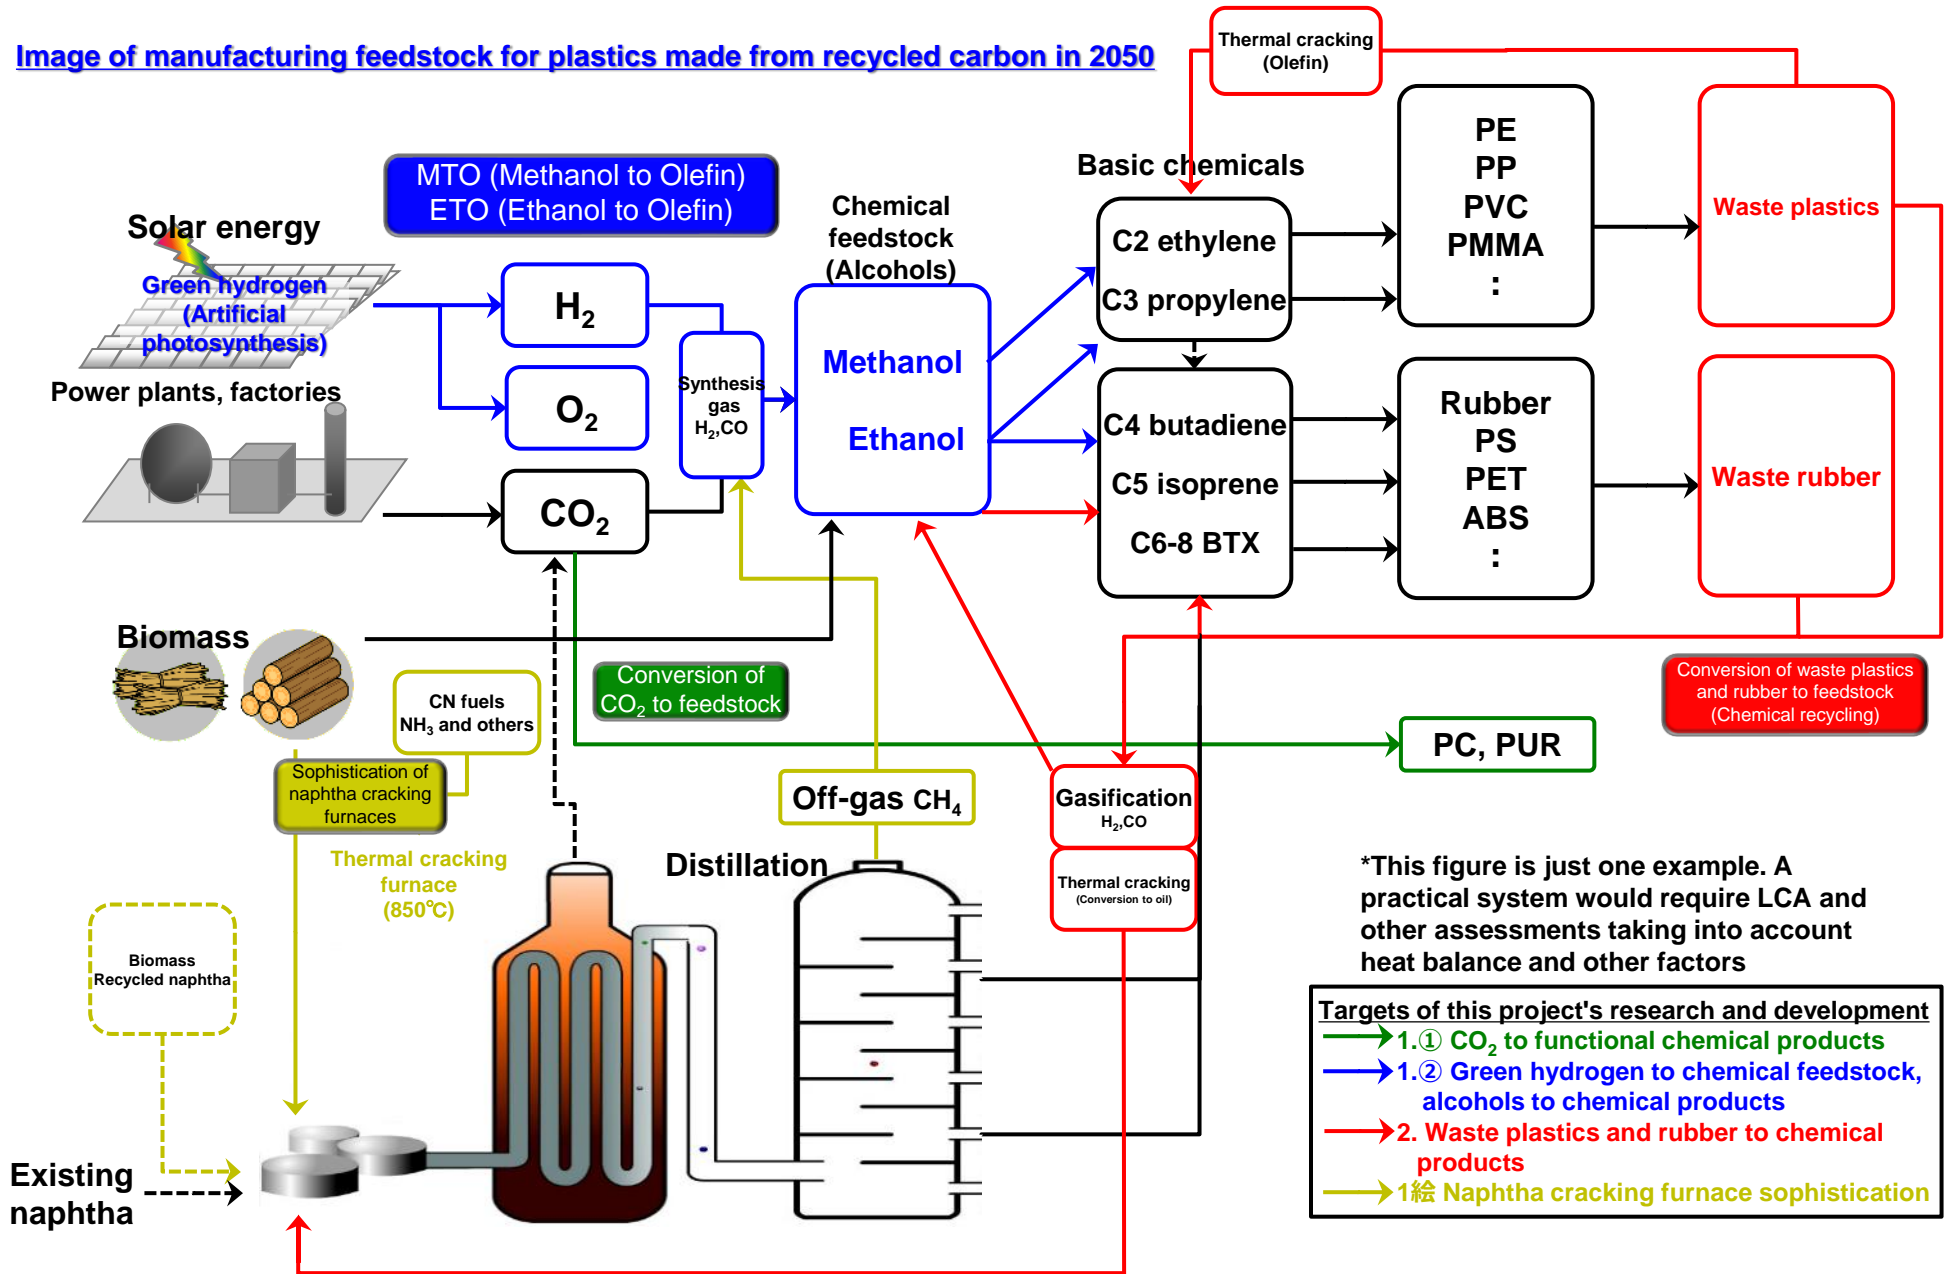 Image of manufacturing feedstock for plastics made from recycled carbon in 2050
Thermal cracking
(Olefin)
MTO (Methanol to Olefin)
ETO (Ethanol to Olefin)
Solar energy
Green hydrogen
(Artificial
photosynthesis)
Power plants, factories
H₂
O₂
CO₂
Synthesis
gas
H₂,CO
Chemical
feedstock
(Alcohols)
Methanol
Ethanol
Basic chemicals
C2 ethylene
C3 propylene
C4 butadiene
C5 isoprene
C6-8 BTX
PE
PP
PVC
PMMA
:
Rubber
PS
PET
ABS
:
Waste plastics
Waste rubber
Biomass
CN fuels
NH₃ and others
Conversion of
CO₂ to feedstock
Conversion of waste plastics
and rubber to feedstock
(Chemical recycling)
PC, PUR
Sophistication of
naphtha cracking
furnaces
Off-gas CH₄
Gasification
H₂,CO
Thermal cracking
(Conversion to oil)
Thermal cracking
furnace
(850℃)
Distillation
Biomass
Recycled naphtha
Existing
naphtha
*This figure is just one example. A
practical system would require LCA and
other assessments taking into account
heat balance and other factors
Targets of this project's research and development
1.① CO₂ to functional chemical products
1.② Green hydrogen to chemical feedstock,
alcohols to chemical products
2. Waste plastics and rubber to chemical
products
1絵 Naphtha cracking furnace sophistication